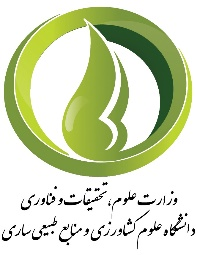 وزارت علوم، تحقیقات و فناوری
دانشگاه علوم کشاورزی و منابع طبیعی ساری